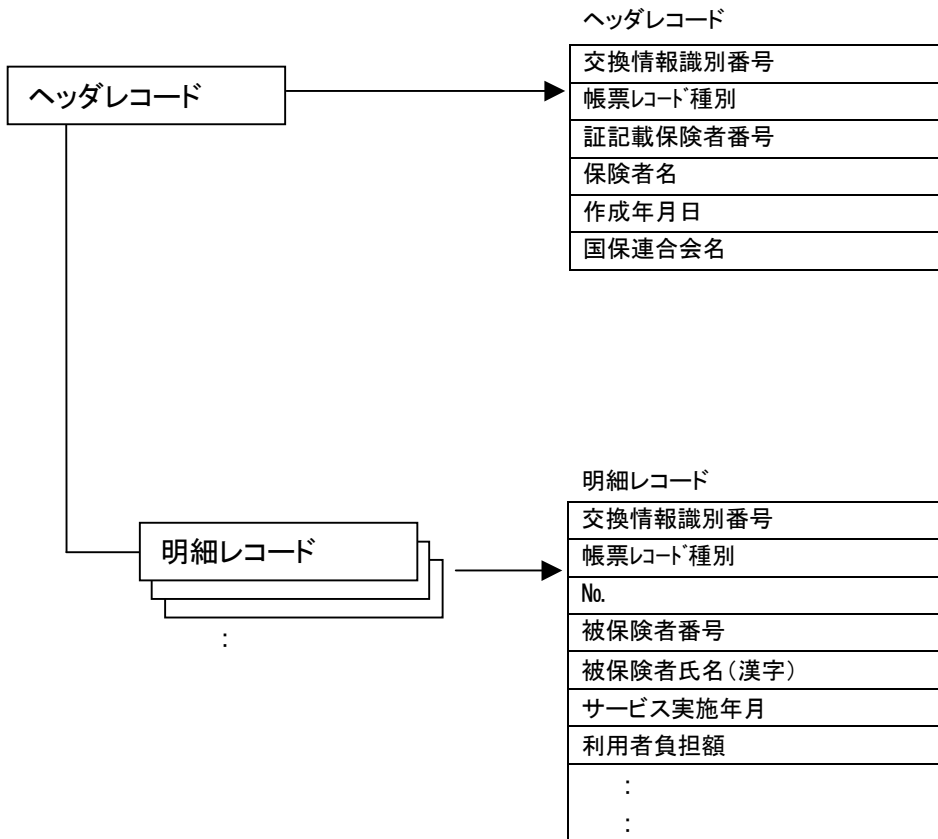 ヘッダレコード
ヘッダレコード
交換情報識別番号
帳票ﾚｺｰﾄﾞ種別
証記載保険者番号
保険者名
作成年月日
国保連合会名
明細レコード
:
明細レコード
交換情報識別番号
帳票ﾚｺｰﾄﾞ種別
№
被保険者番号
被保険者氏名(漢字)
サービス実施年月
利用者負担額
:
: